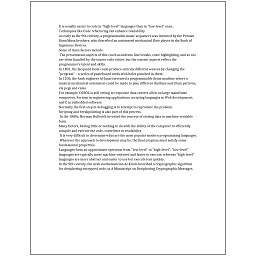 It is usually easier to code in "high-level" languages than in "low-level" ones.
Techniques like Code refactoring can enhance readability.
As early as the 9th century, a programmable music sequencer was invented by the Persian
Banu Musa brothers, who described an automated mechanical flute player in the Book of
Ingenious Devices.
Some of these factors include:
The presentation aspects of this (such as indents, line breaks, color highlighting, and so on)
are often handled by the source code editor, but the content aspects reflect the
programmer's talent and skills.
In 1801, the Jacquard loom could produce entirely different weaves by changing the
"program" – a series of pasteboard cards with holes punched in them.
In 1206, the Arab engineer Al-Jazari invented a programmable drum machine where a
musical mechanical automaton could be made to play different rhythms and drum patterns,
via pegs and cams.
For example COBOL is still strong in corporate data centers often on large mainframe
computers, Fortran in engineering applications, scripting languages in Web development,
and C in embedded software.
Normally the first step in debugging is to attempt to reproduce the problem.
Scripting and breakpointing is also part of this process.
In the 1880s, Herman Hollerith invented the concept of storing data in machine-readable
form.
Many factors, having little or nothing to do with the ability of the computer to efficiently
compile and execute the code, contribute to readability.
It is very difficult to determine what are the most popular modern programming languages.
Whatever the approach to development may be, the final program must satisfy some
fundamental properties.
Languages form an approximate spectrum from "low-level" to "high-level"; "low-level"
languages are typically more machine-oriented and faster to execute, whereas "high-level"
languages are more abstract and easier to use but execute less quickly.
In the 9th century, the Arab mathematician Al-Kindi described a cryptographic algorithm
for deciphering encrypted code, in A Manuscript on Deciphering Cryptographic Messages.